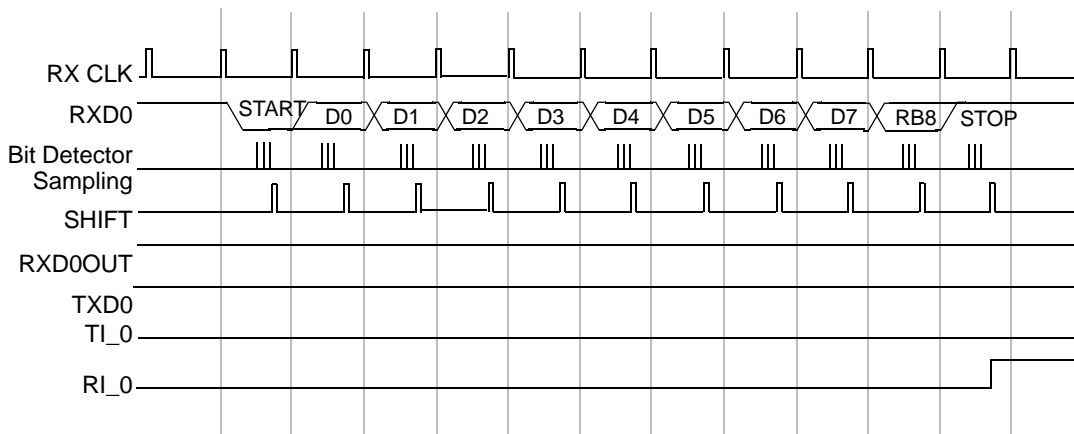 RX CLK
RXD0
START D0 D1 D2 D3 D4 D5 D6 D7 RB8 STOP
Bit Detector
Sampling
SHIFT
RXD0OUT
TXD0
TI_0
RI_0